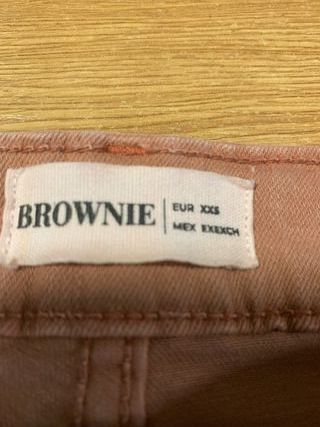 BROWNIE
EUR XXS
MEX EXEXCH